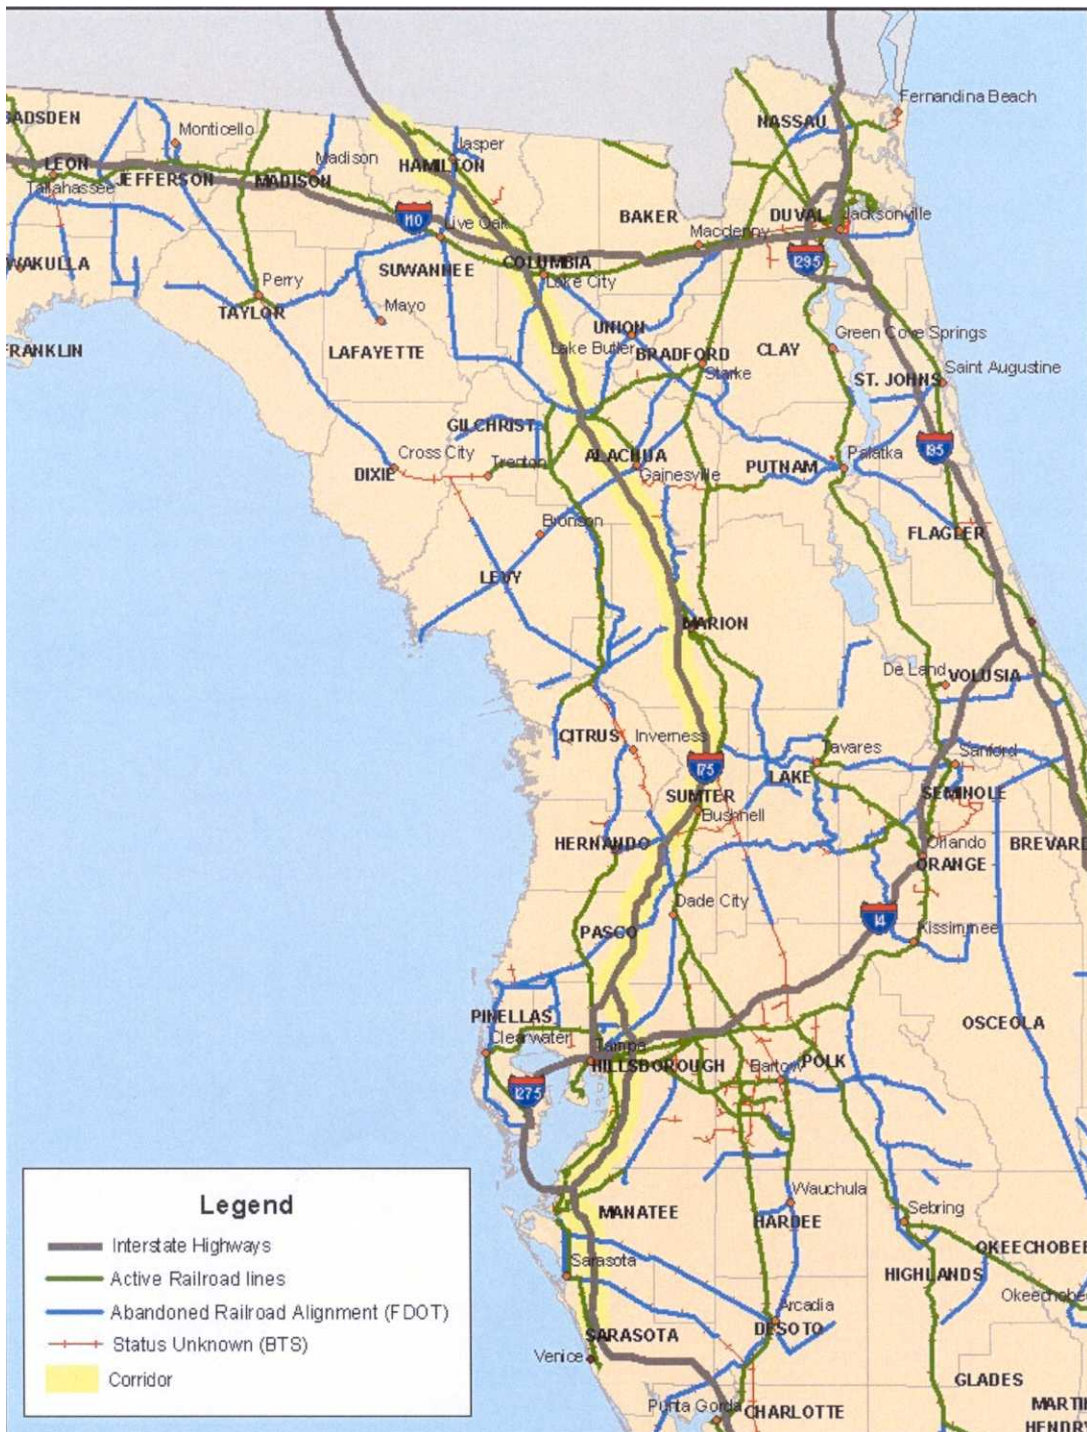 Fernandina Beach
NASSAU
GADSDEN
Monticello
Jasper
HAMILTON
Madison
LEON
JEFFERSON
MADISON
Tallahassee
BAKER
DUVAL
Jacksonville
I10
Live Oak
Macclenny
WAKULLA
COLUMBIA
I295
SUWANNEE
Lake City
Perry
Mayo
TAYLOR
UNION
Green Cove Springs
FRANKLIN
LAFAYETTE
Lake Butler
BRADFORD
CLAY
Starke
Saint Augustine
ST. JOHNS
GILCHRIST
I95
Cross City
ALACHUA
DIXIE
Trenton
Gainesville
PUTNAM
Palatka
Bronson
FLAGLER
LEVY
MARION
De Land
VOLUSIA
CITRUS
Inverness
Tavares
I75
LAKE
Sanford
SUMTER
SEMINOLE
Bushnell
HERNANDO
Orlando
BREVARD
ORANGE
Dade City
I4
PASCO
Kissimmee
PINELLAS
OSCEOLA
Clearwater
Tampa
HILLSBOROUGH
Bartow
POLK
I275
Wauchula
MANATEE
HARDEE
Sebring
OKEECHOBEE
Sarasota
HIGHLANDS
Okeechobee
Arcadia
DESOTO
SARASOTA
Venice
GLADES
Punta Gorda
CHARLOTTE
MARTIN
HENDRY
Legend
Interstate Highways
Active Railroad lines
Abandoned Railroad Alignment (FDOT)
Status Unknown (BTS)
Corridor